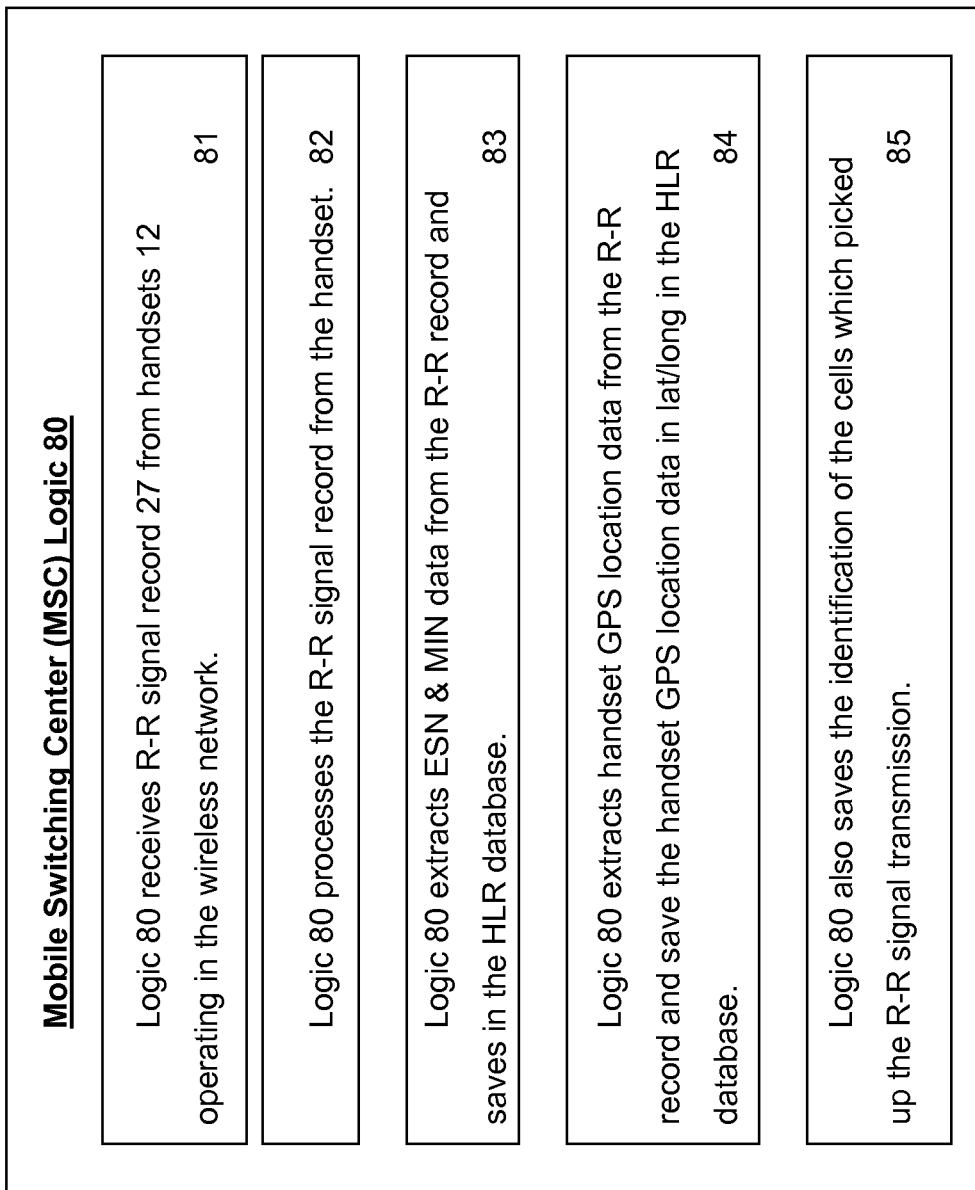 Mobile Switching Center (MSC) Logic 80
Logic 80 receives R-R signal record 27 from handsets 12
operating in the wireless network. 81
Logic 80 processes the R-R signal record from the handset. 82
Logic 80 extracts ESN & MIN data from the R-R record and
saves in the HLR database. 83
Logic 80 extracts handset GPS location data from the R-R
record and save the handset GPS location data in lat/long in the HLR
database. 84
Logic 80 also saves the identification of the cells which picked
up the R-R signal transmission. 85